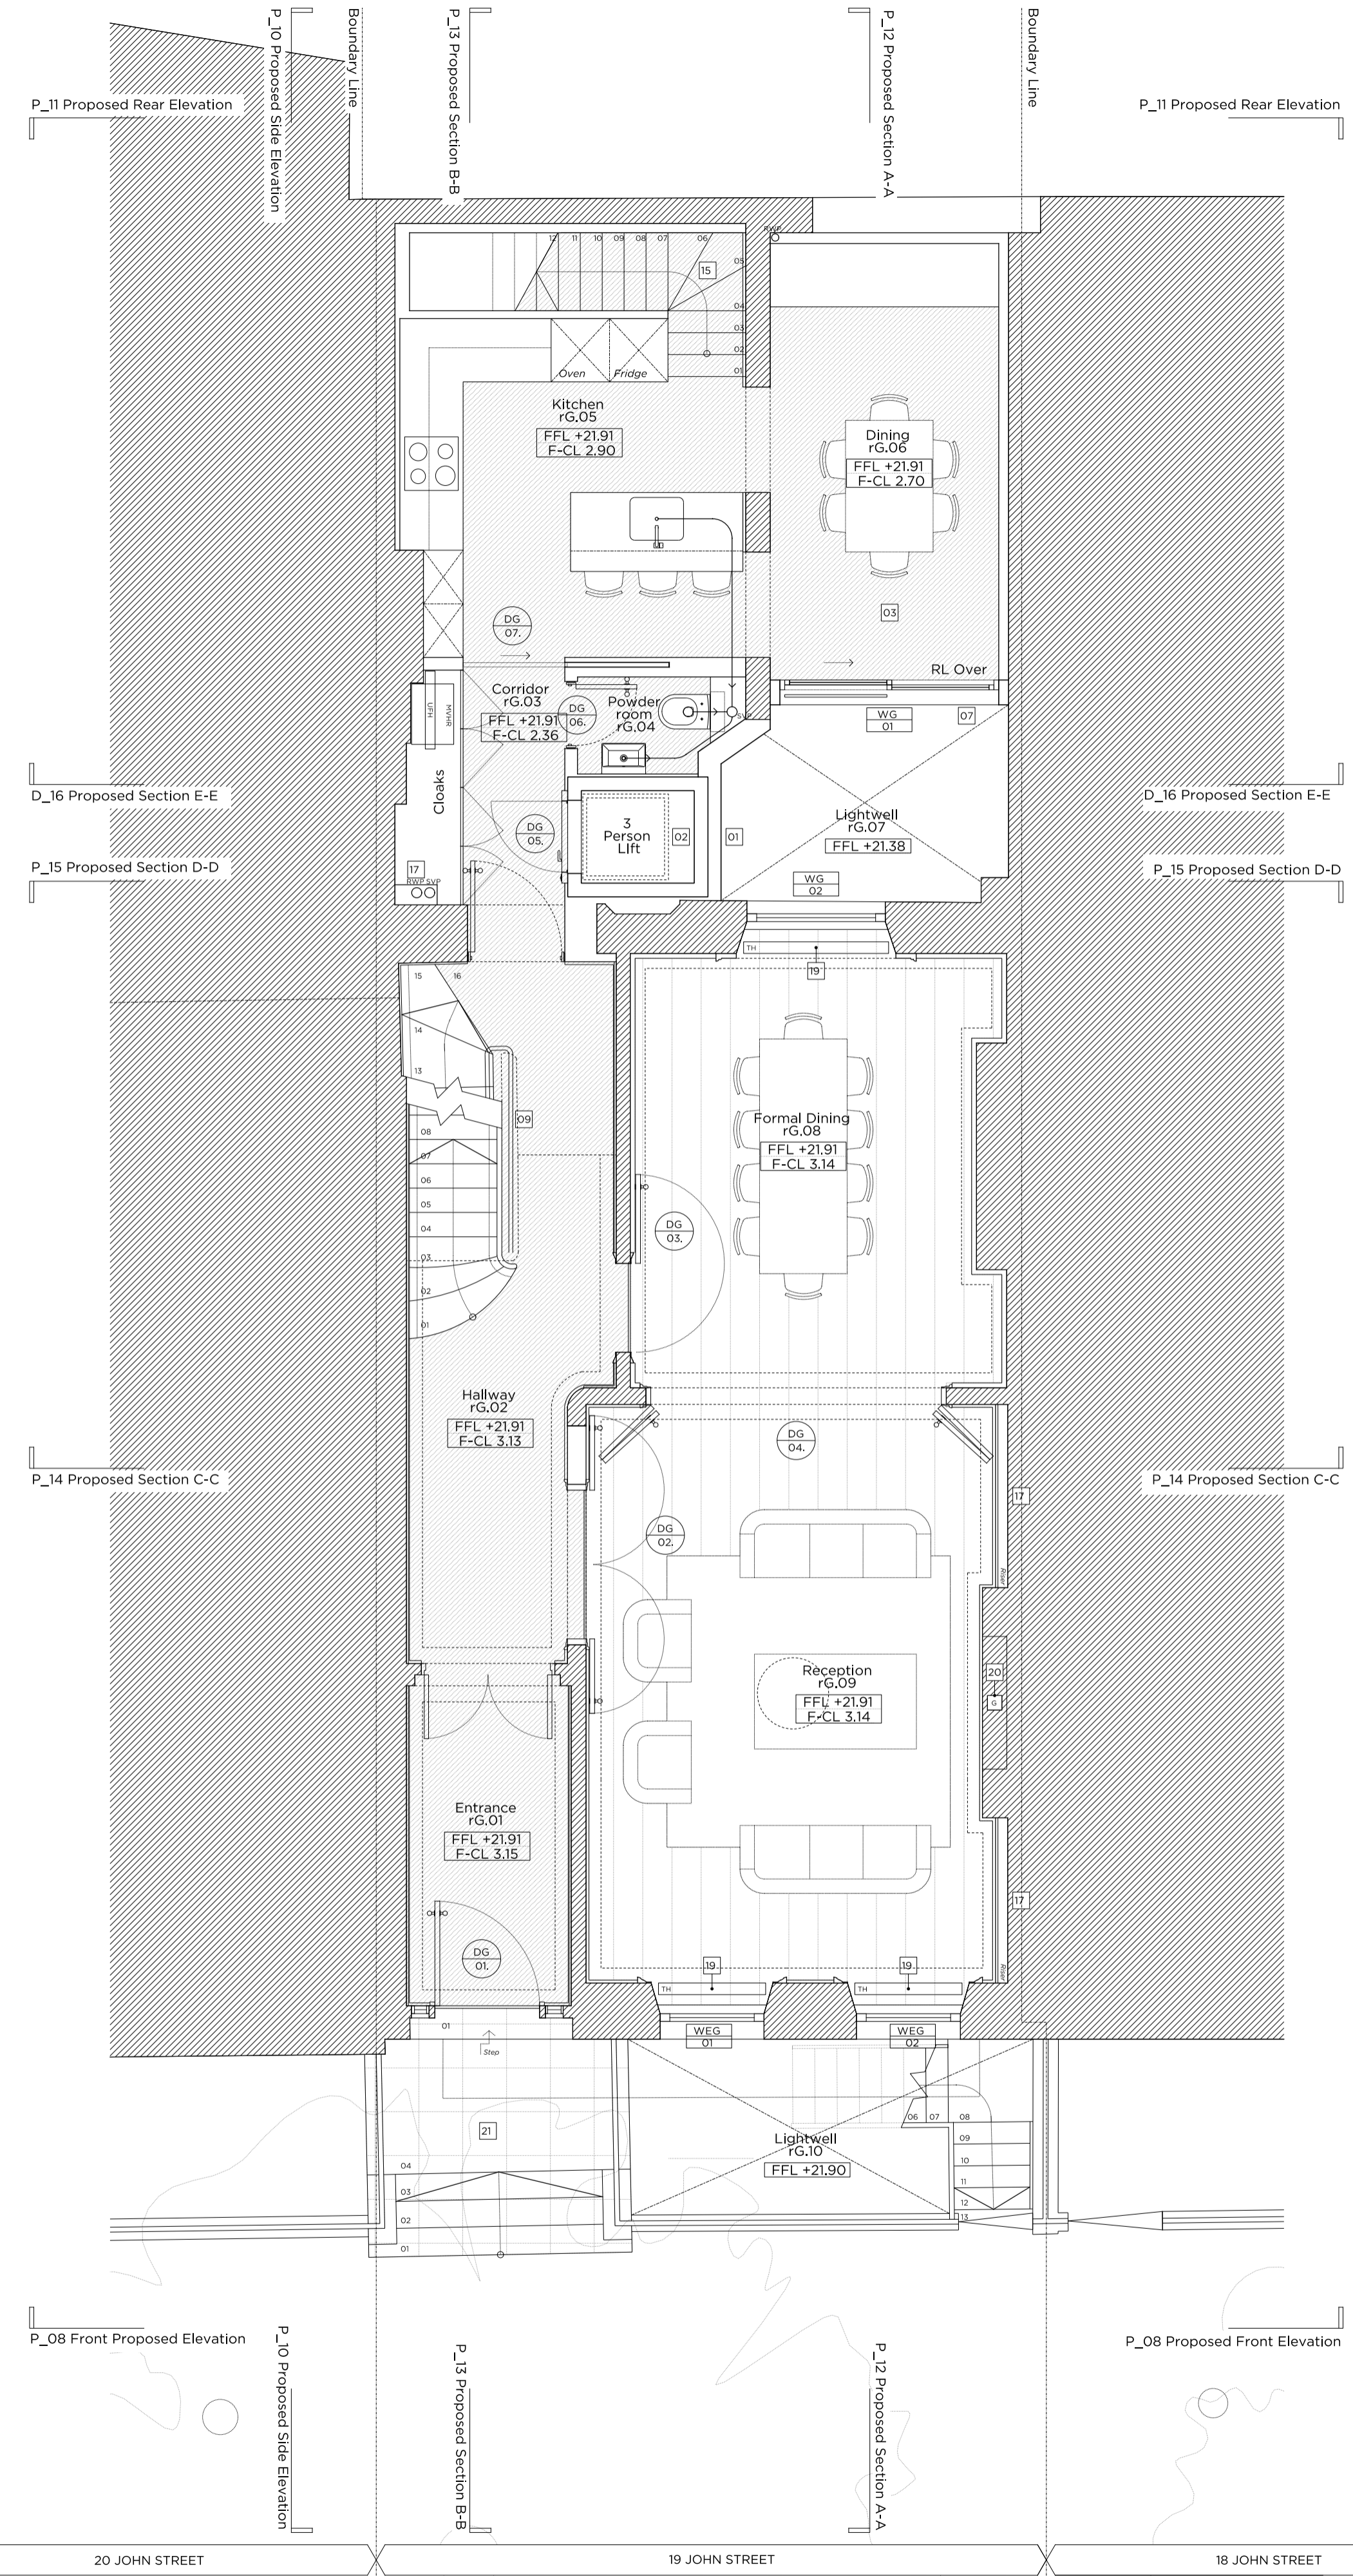 P_10 Proposed Side Elevation
Boundary Line
P_13 Proposed Section B-B
P_12 Proposed Section A-A
Boundary Line
P_11 Proposed Rear Elevation
P_11 Proposed Rear Elevation
RWP
12
11
10
09
08
07
06
15
05
04
03
02
01
Oven
Fridge
Kitchen
rG.05
FFL +21.91
F-CL 2.90
Dining
rG.06
FFL +21.91
F-CL 2.70
03
DG
07.
RL Over
Corridor
rG.03
FFL +21.91
F-CL 2.36
DG
06.
Powder
room
rG.04
SVP
UFH
MVHR
WG
01
07
Cloaks
D_16 Proposed Section E-E
D_16 Proposed Section E-E
DG
05.
3
Person
LIft
02
01
Lightwell
rG.07
FFL +21.38
P_15 Proposed Section D-D
P_15 Proposed Section D-D
17
RWP SVP
WG
02
TH
19
15
16
14
13
09
08
07
06
05
04
03
02
01
Formal Dining
rG.08
FFL +21.91
F-CL 3.14
DG
03.
Hallway
rG.02
FFL +21.91
F-CL 3.13
DG
04.
P_14 Proposed Section C-C
P_14 Proposed Section C-C
17
DG
02.
Riser
Reception
rG.09
FFL +21.91
F-CL 3.14
20
G
Entrance
rG.01
FFL +21.91
F-CL 3.15
17
DG
01.
19
19
Riser
TH
TH
01
Step
WEG
01
WEG
02
21
06
07
08
09
10
11
12
13
Lightwell
rG.10
FFL +21.90
04
03
02
01
P_08 Front Proposed Elevation
P_08 Proposed Front Elevation
P_10 Proposed Side Elevation
P_13 Proposed Section B-B
P_12 Proposed Section A-A
20 JOHN STREET
19 JOHN STREET
18 JOHN STREET